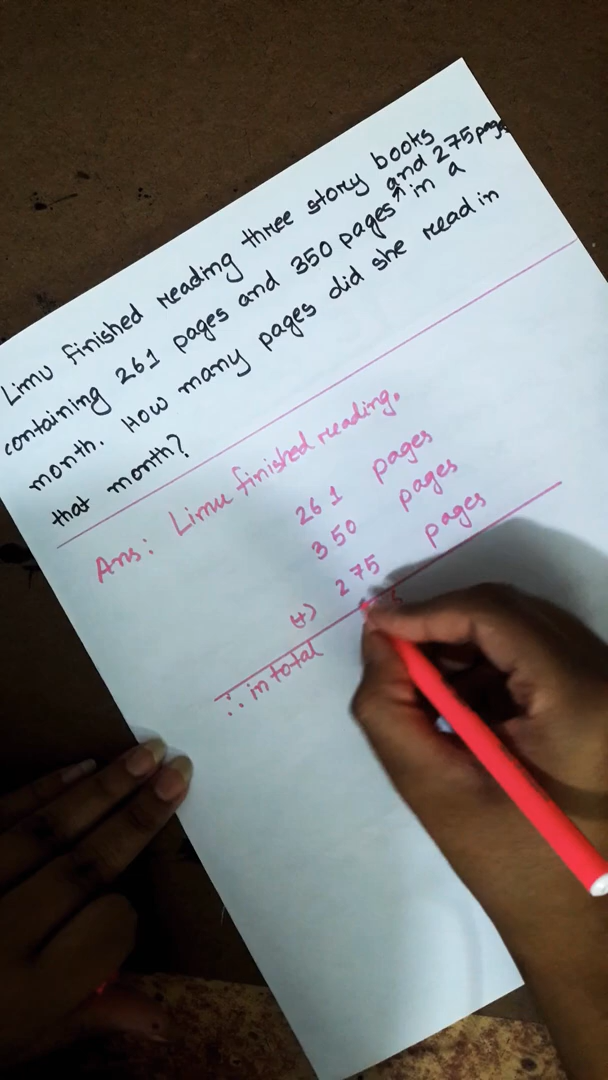 Limu finished reading three story books
containing 261 pages and 350 pages ^ and 275 pages in a
month. How many pages did she read in
that month?
Ans: Limu finished reading.
261 pages
350 pages
(+) 275 pages
∴ in total